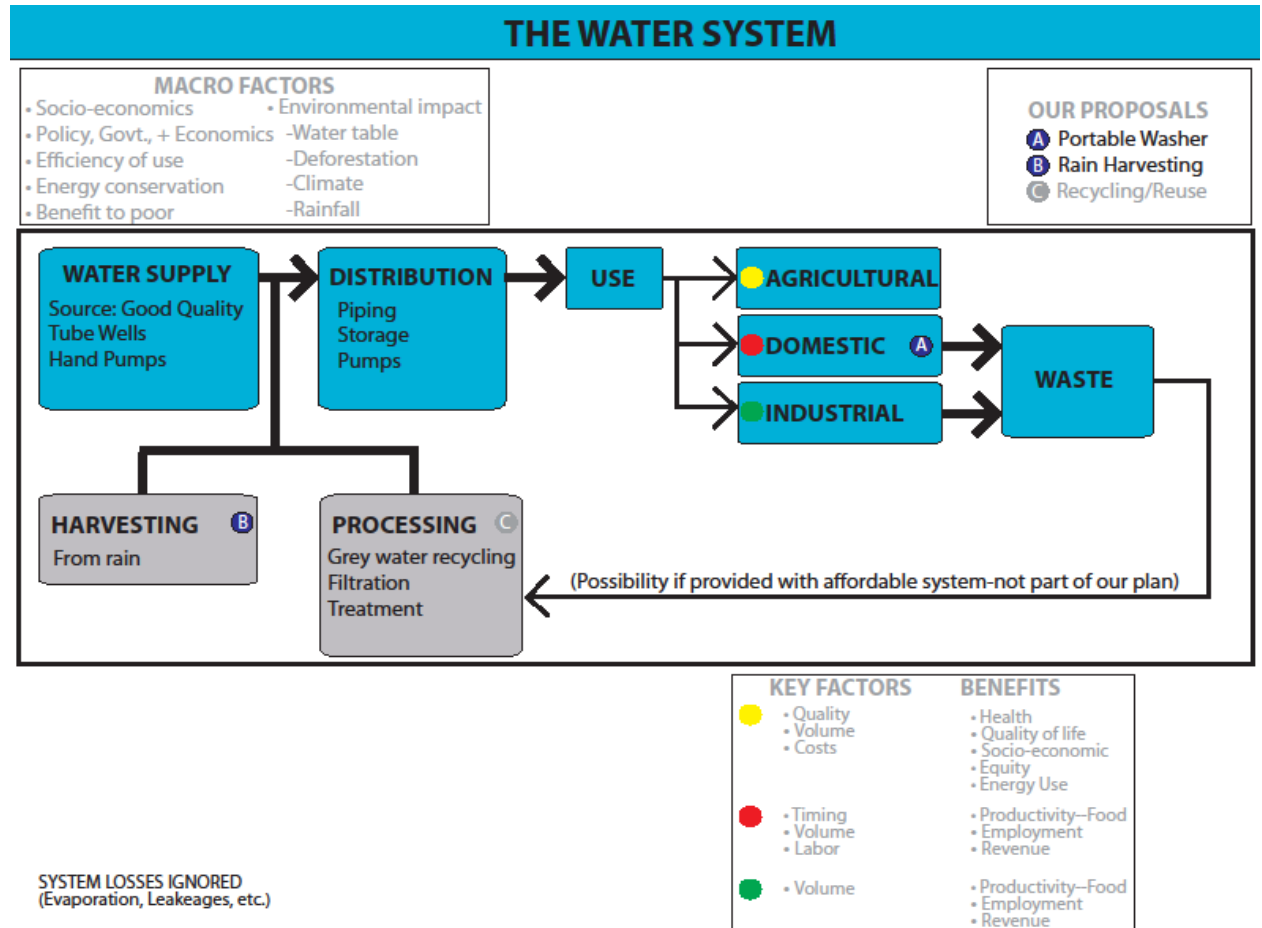 THE WATER SYSTEM
MACRO FACTORS
• Socio-economics
• Policy, Govt., + Economics
• Efficiency of use
• Energy conservation
• Benefit to poor
• Environmental impact
-Water table
-Deforestation
-Climate
-Rainfall
OUR PROPOSALS
A Portable Washer
B Rain Harvesting
C Recycling/Reuse
WATER SUPPLY
Source: Good Quality
Tube Wells
Hand Pumps
DISTRIBUTION
Piping
Storage
Pumps
USE
AGRICULTURAL
DOMESTIC A
INDUSTRIAL
WASTE
HARVESTING B
From rain
PROCESSING C
Grey water recycling
Filtration
Treatment
(Possibility if provided with affordable system-not part of our plan)
KEY FACTORS
• Quality
• Volume
• Costs
BENEFITS
• Health
• Quality of life
• Socio-economic
• Equity
• Energy Use
• Timing
• Volume
• Labor
• Productivity--Food
• Employment
• Revenue
• Volume
• Productivity--Food
• Employment
• Revenue
SYSTEM LOSSES IGNORED
(Evaporation, Leakeages, etc.)